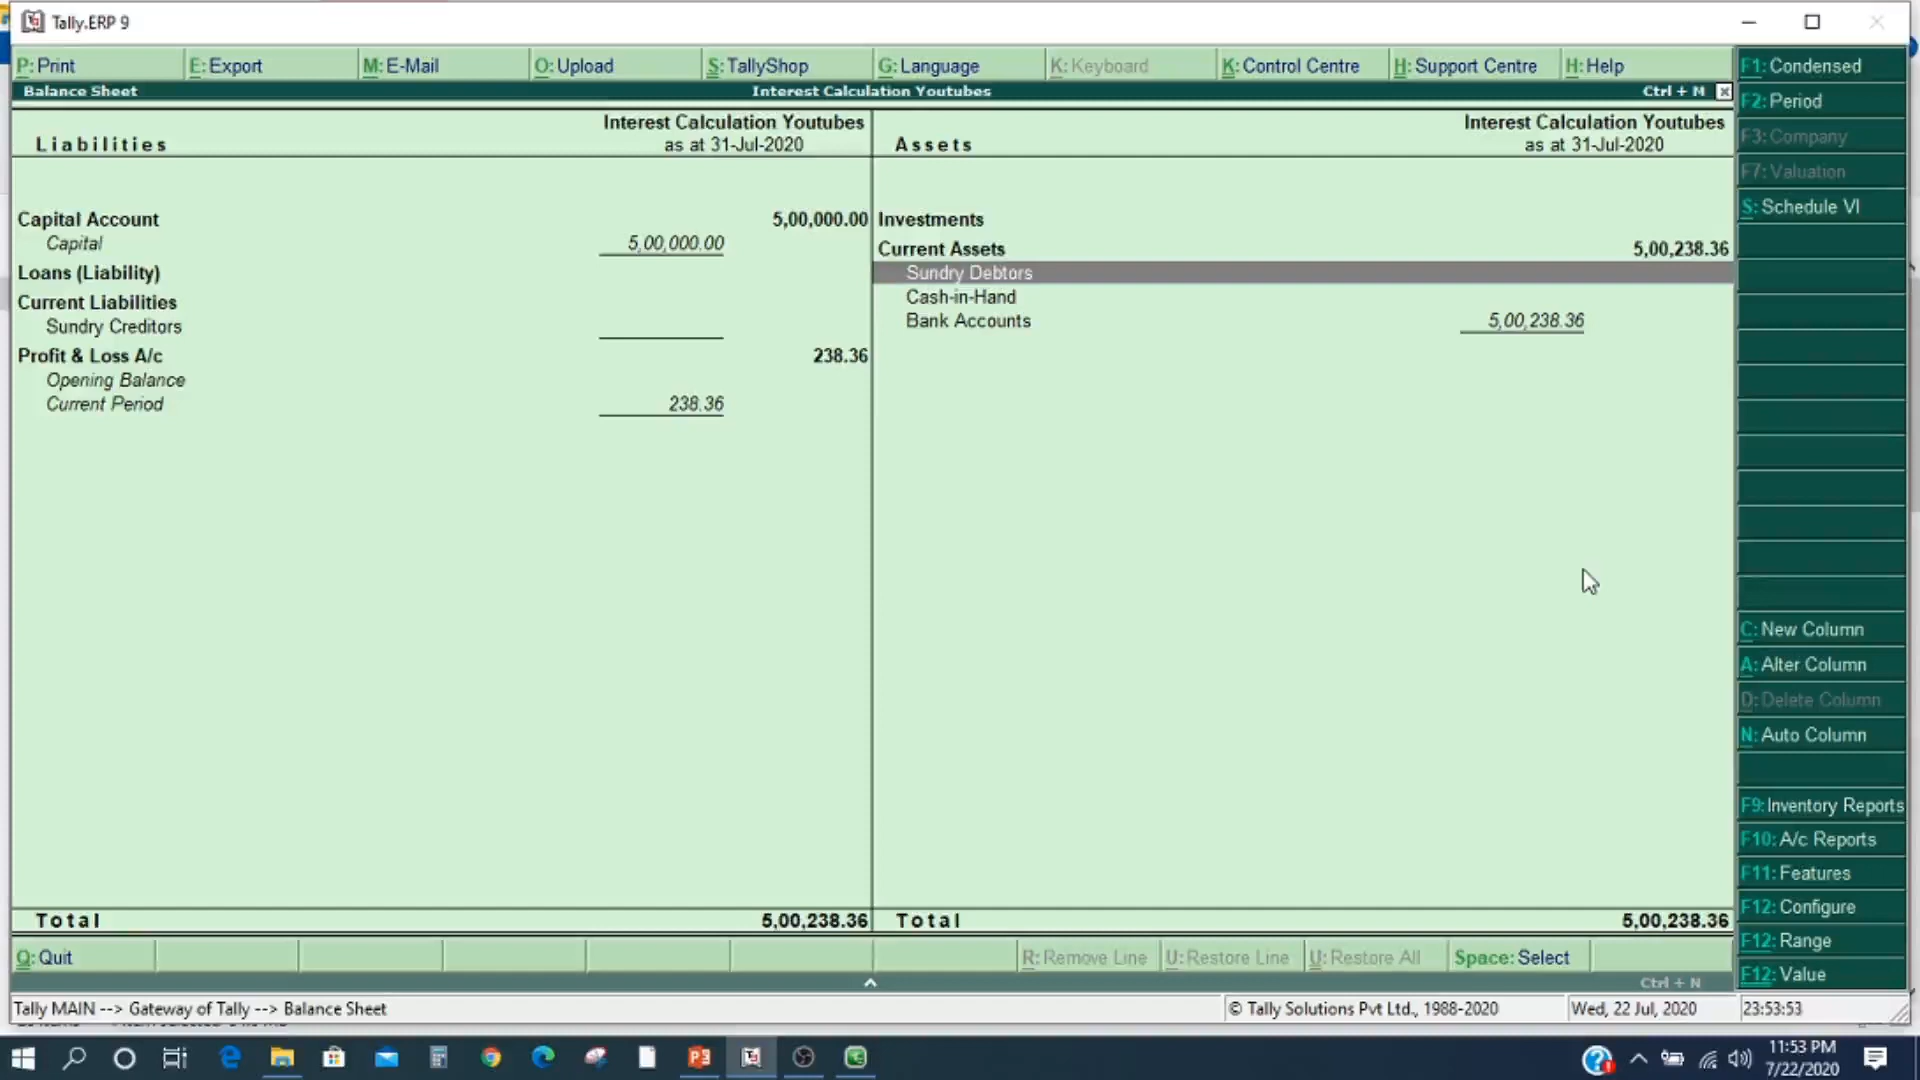 Tally.ERP 9
P: Print E: Export M: E-Mail O: Upload S: TallyShop G: Language K: Keyboard K: Control Centre H: Support Centre H: Help
Balance Sheet Interest Calculation Youtubes Ctrl + M
Liabilities Interest Calculation Youtubes as at 31-Jul-2020
Assets Interest Calculation Youtubes as at 31-Jul-2020
Capital Account 5,00,000.00
Capital 5,00,000.00
Loans (Liability)
Current Liabilities
Sundry Creditors
Profit & Loss A/c 238.36
Opening Balance
Current Period 238.36
Investments
Current Assets 5,00,238.36
Sundry Debtors
Cash-in-Hand
Bank Accounts 5,00,238.36
Total 5,00,238.36
Total 5,00,238.36
F1: Condensed
F2: Period
F3: Company
F7: Valuation
S: Schedule VI
C: New Column
A: Alter Column
D: Delete Column
N: Auto Column
F9: Inventory Reports
F10: A/c Reports
F11: Features
F12: Configure
F12: Range
F12: Value
Q: Quit R: Remove Line U: Restore Line U: Restore All Space: Select
Ctrl + N
Tally MAIN --> Gateway of Tally --> Balance Sheet © Tally Solutions Pvt Ltd., 1988-2020 Wed, 22 Jul, 2020 23:53:53
11:53 PM
7/22/2020